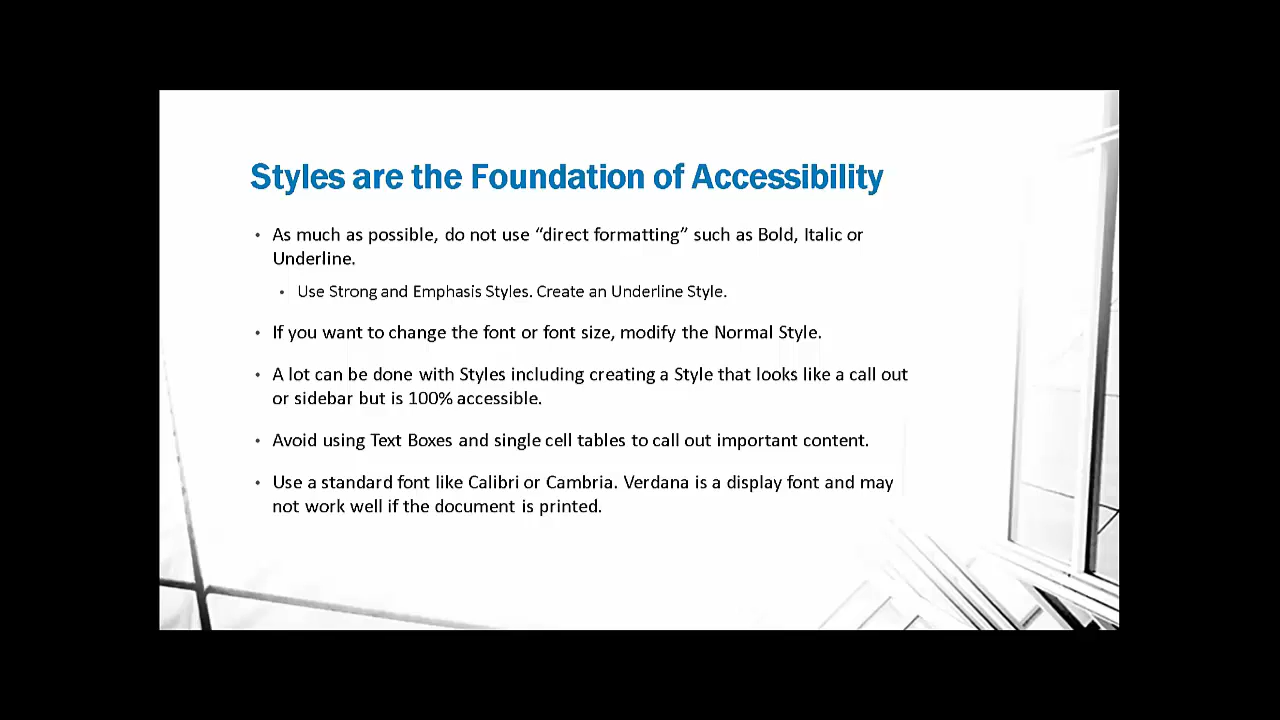 Styles are the Foundation of Accessibility
• As much as possible, do not use “direct formatting” such as Bold, Italic or
Underline.
• Use Strong and Emphasis Styles. Create an Underline Style.
• If you want to change the font or font size, modify the Normal Style.
• A lot can be done with Styles including creating a Style that looks like a call out
or sidebar but is 100% accessible.
• Avoid using Text Boxes and single cell tables to call out important content.
• Use a standard font like Calibri or Cambria. Verdana is a display font and may
not work well if the document is printed.